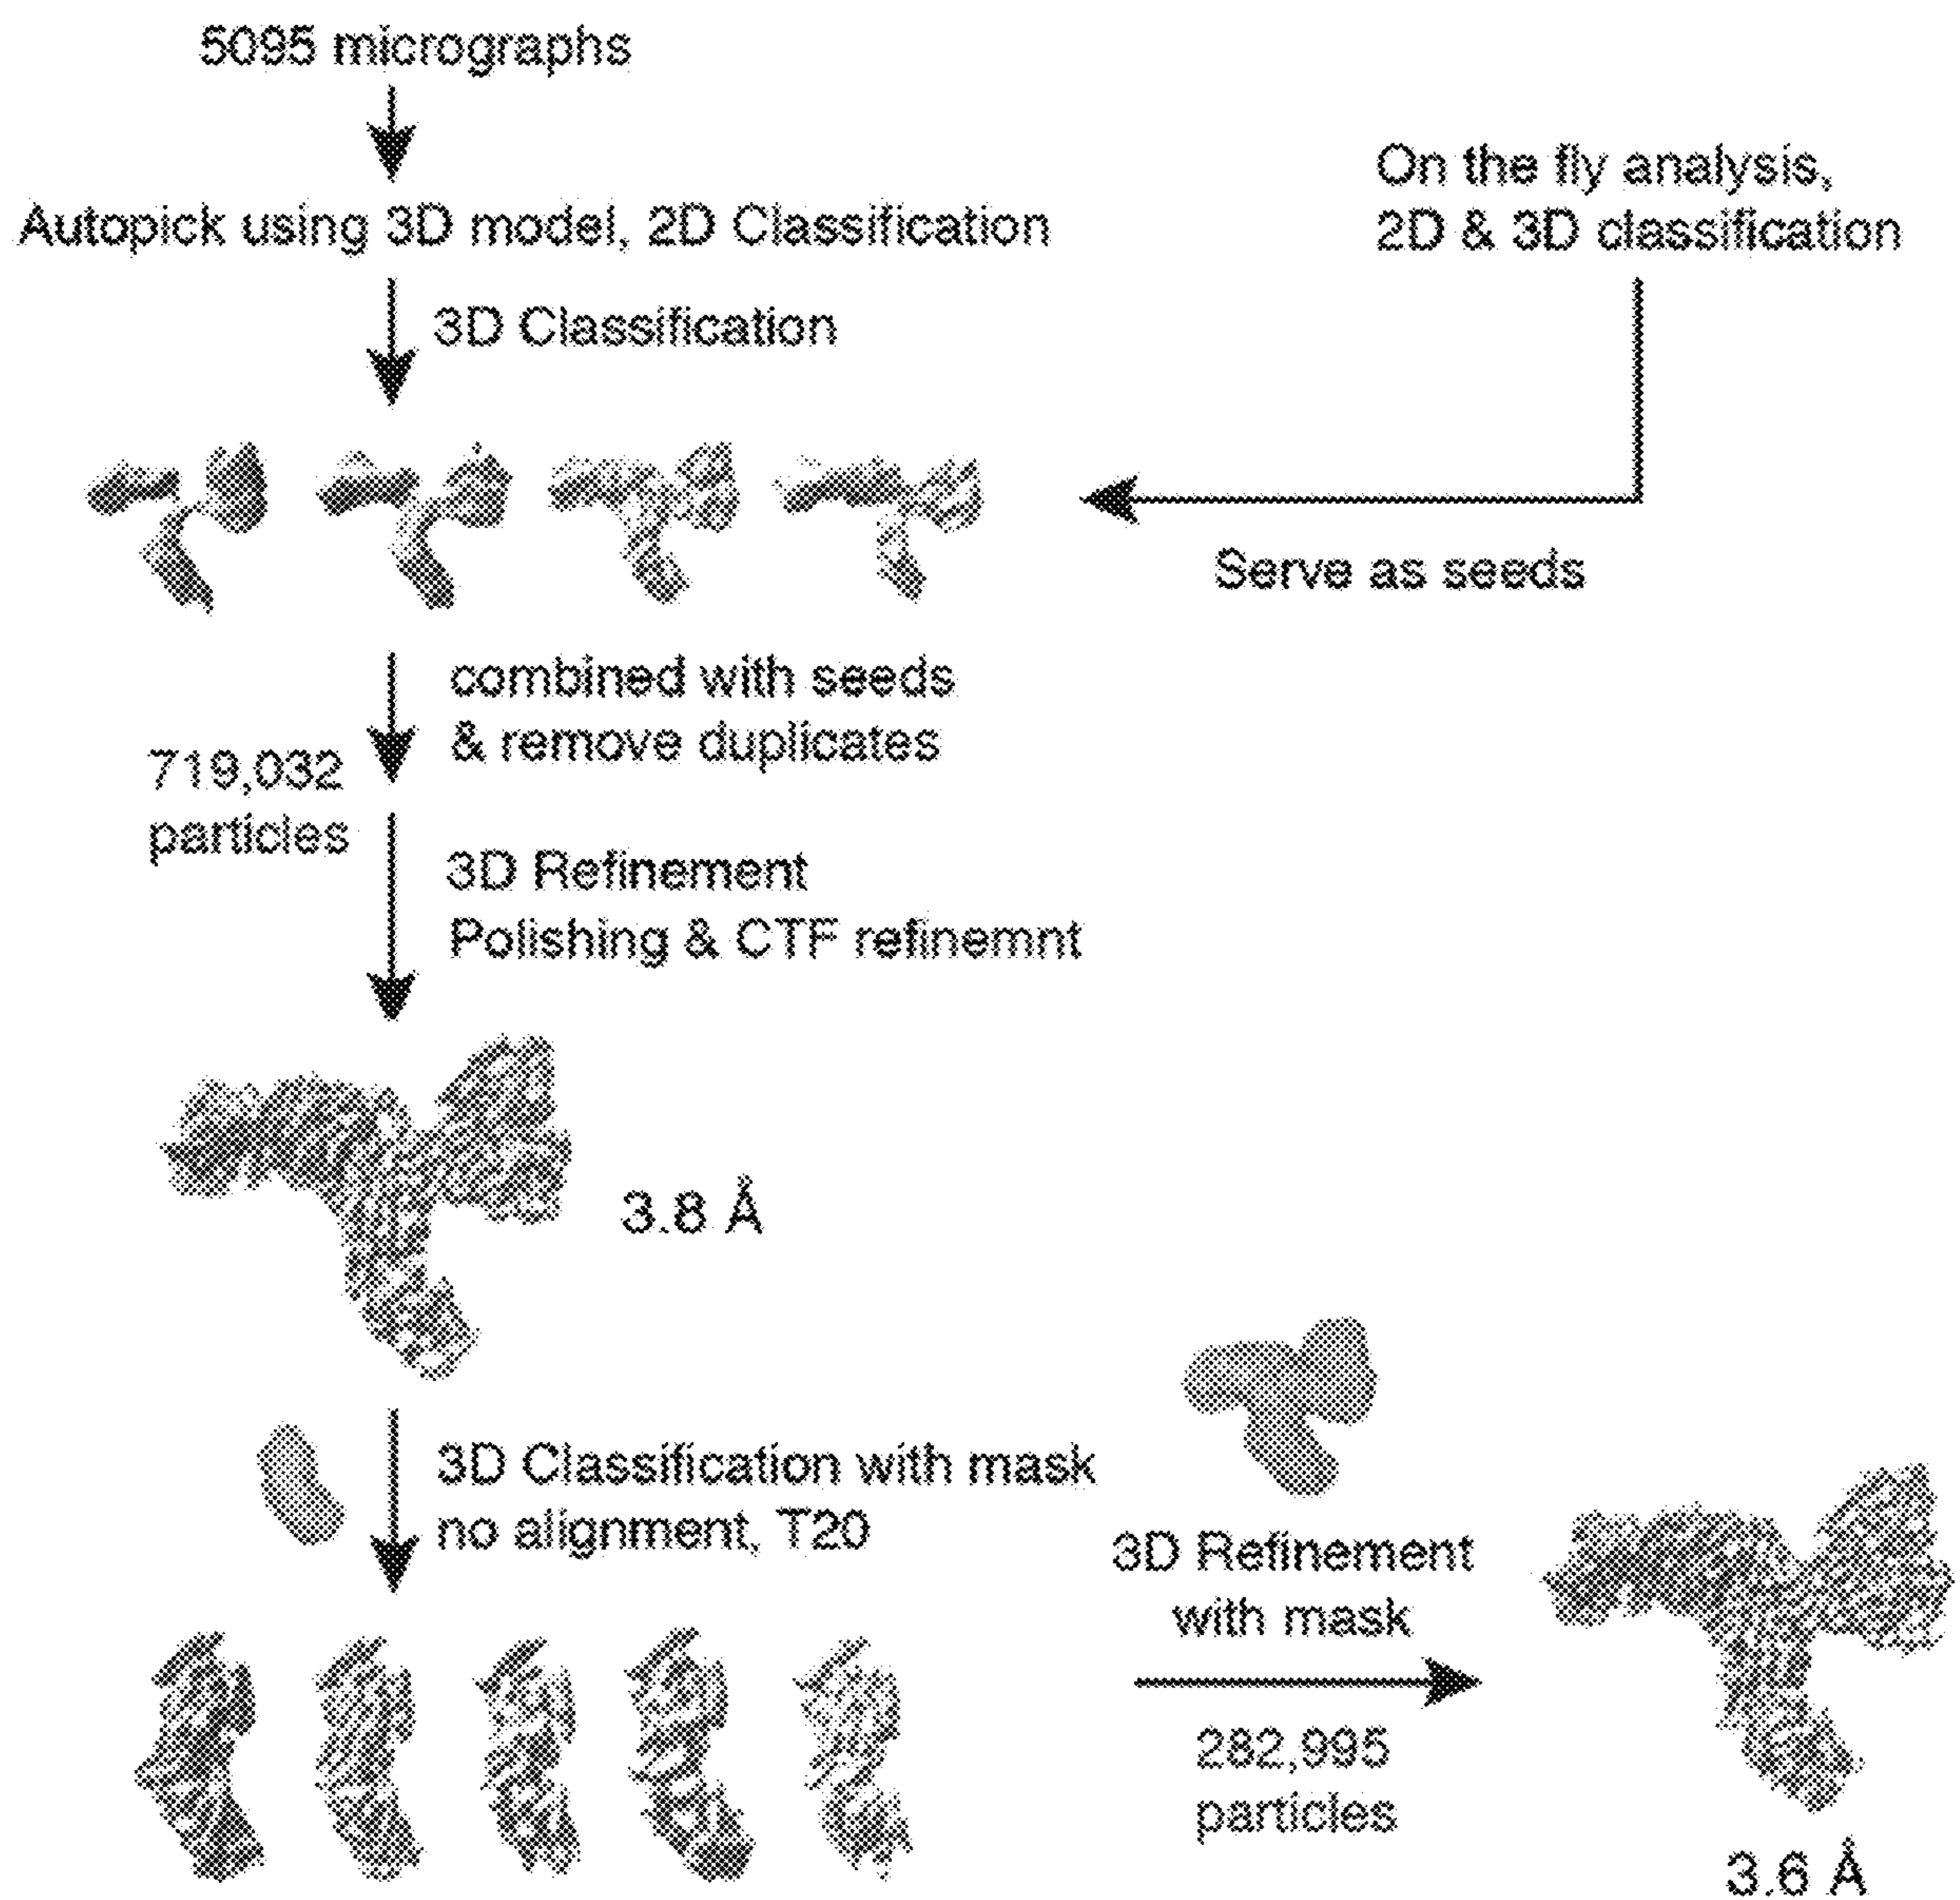 5095 micrographs
Autopick using 3D model, 2D Classification
On the fly analysis,
2D & 3D classification
3D Classification
Serve as seeds
combined with seeds
& remove duplicates
719,032
particles
3D Refinement
Polishing & CTF refinemnt
3.8 Å
3D Classification with mask
no alignment, T20
3D Refinement
with mask
282,995
particles
3.6 Å